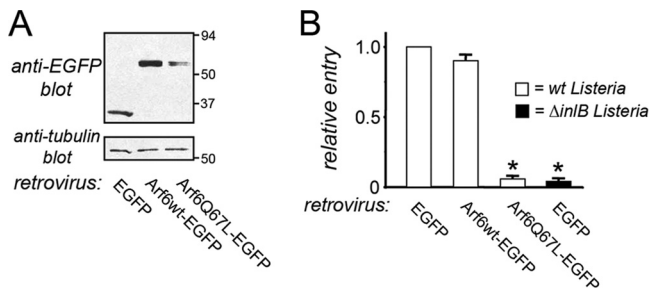 A
anti-EGFP
blot
94
50
37
anti-tubulin
blot
50
retrovirus:
EGFP
Arf6wt-EGFP
Arf6Q67L-EGFP
B
relative entry
1.0
0.5
0
= wt Listeria
= ΔinlB Listeria
* *
retrovirus:
EGFP
Arf6wt-EGFP
Arf6Q67L-EGFP
EGFP